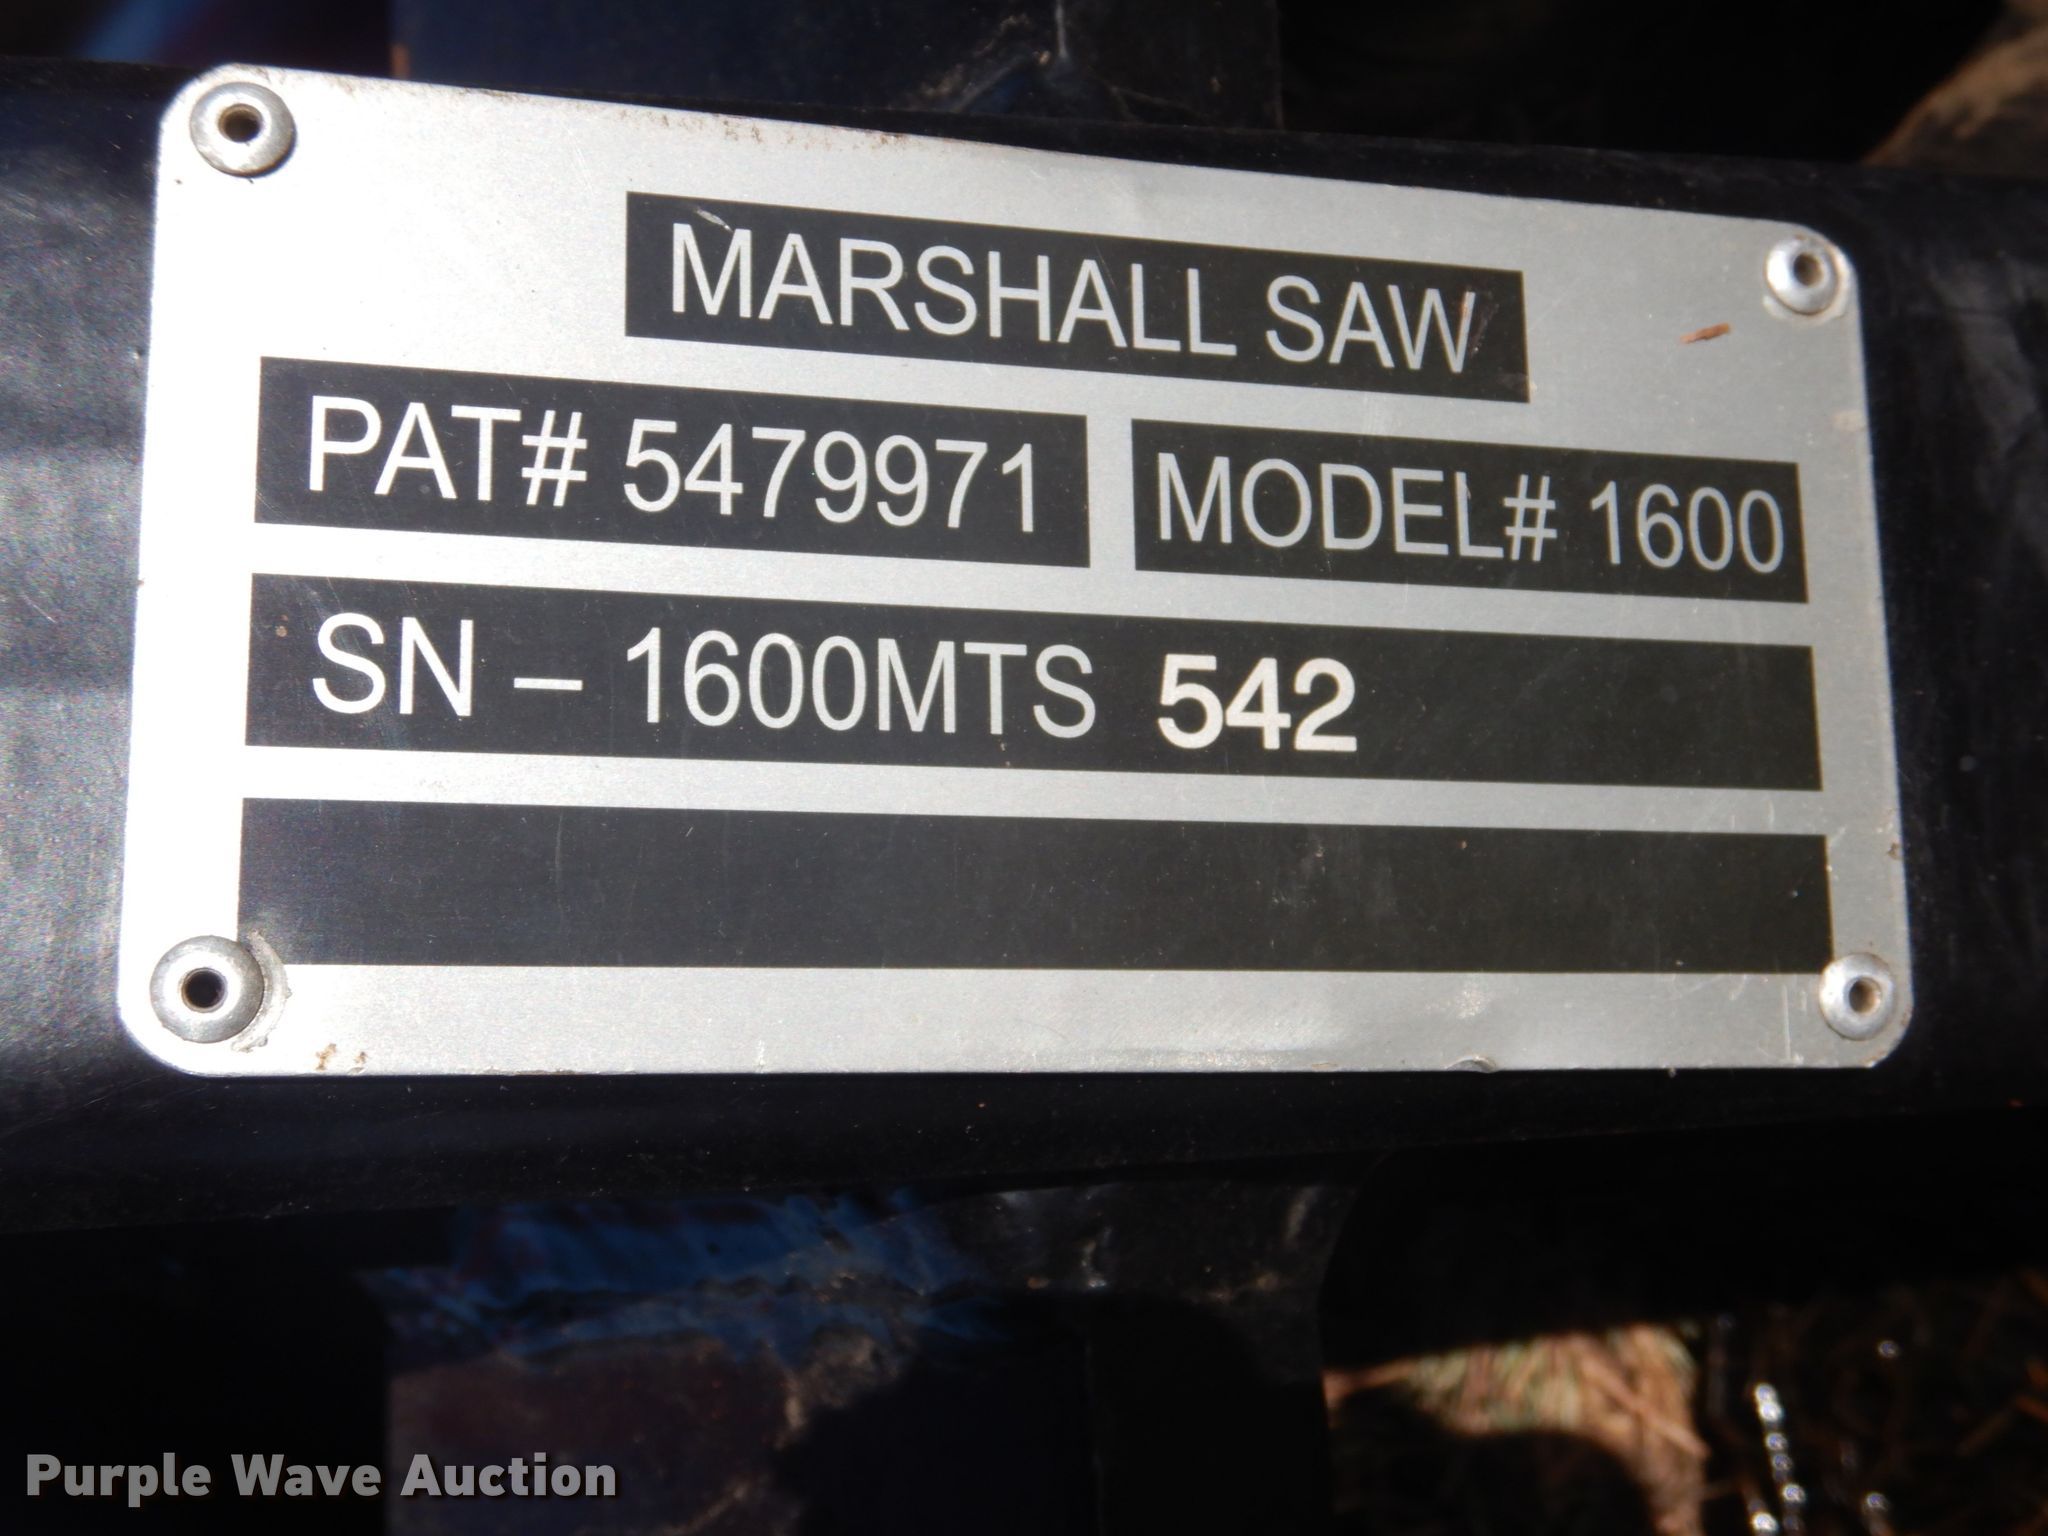 MARSHALL SAW
PAT# 5479971 MODEL# 1600
SN – 1600MTS 542
Purple Wave Auction